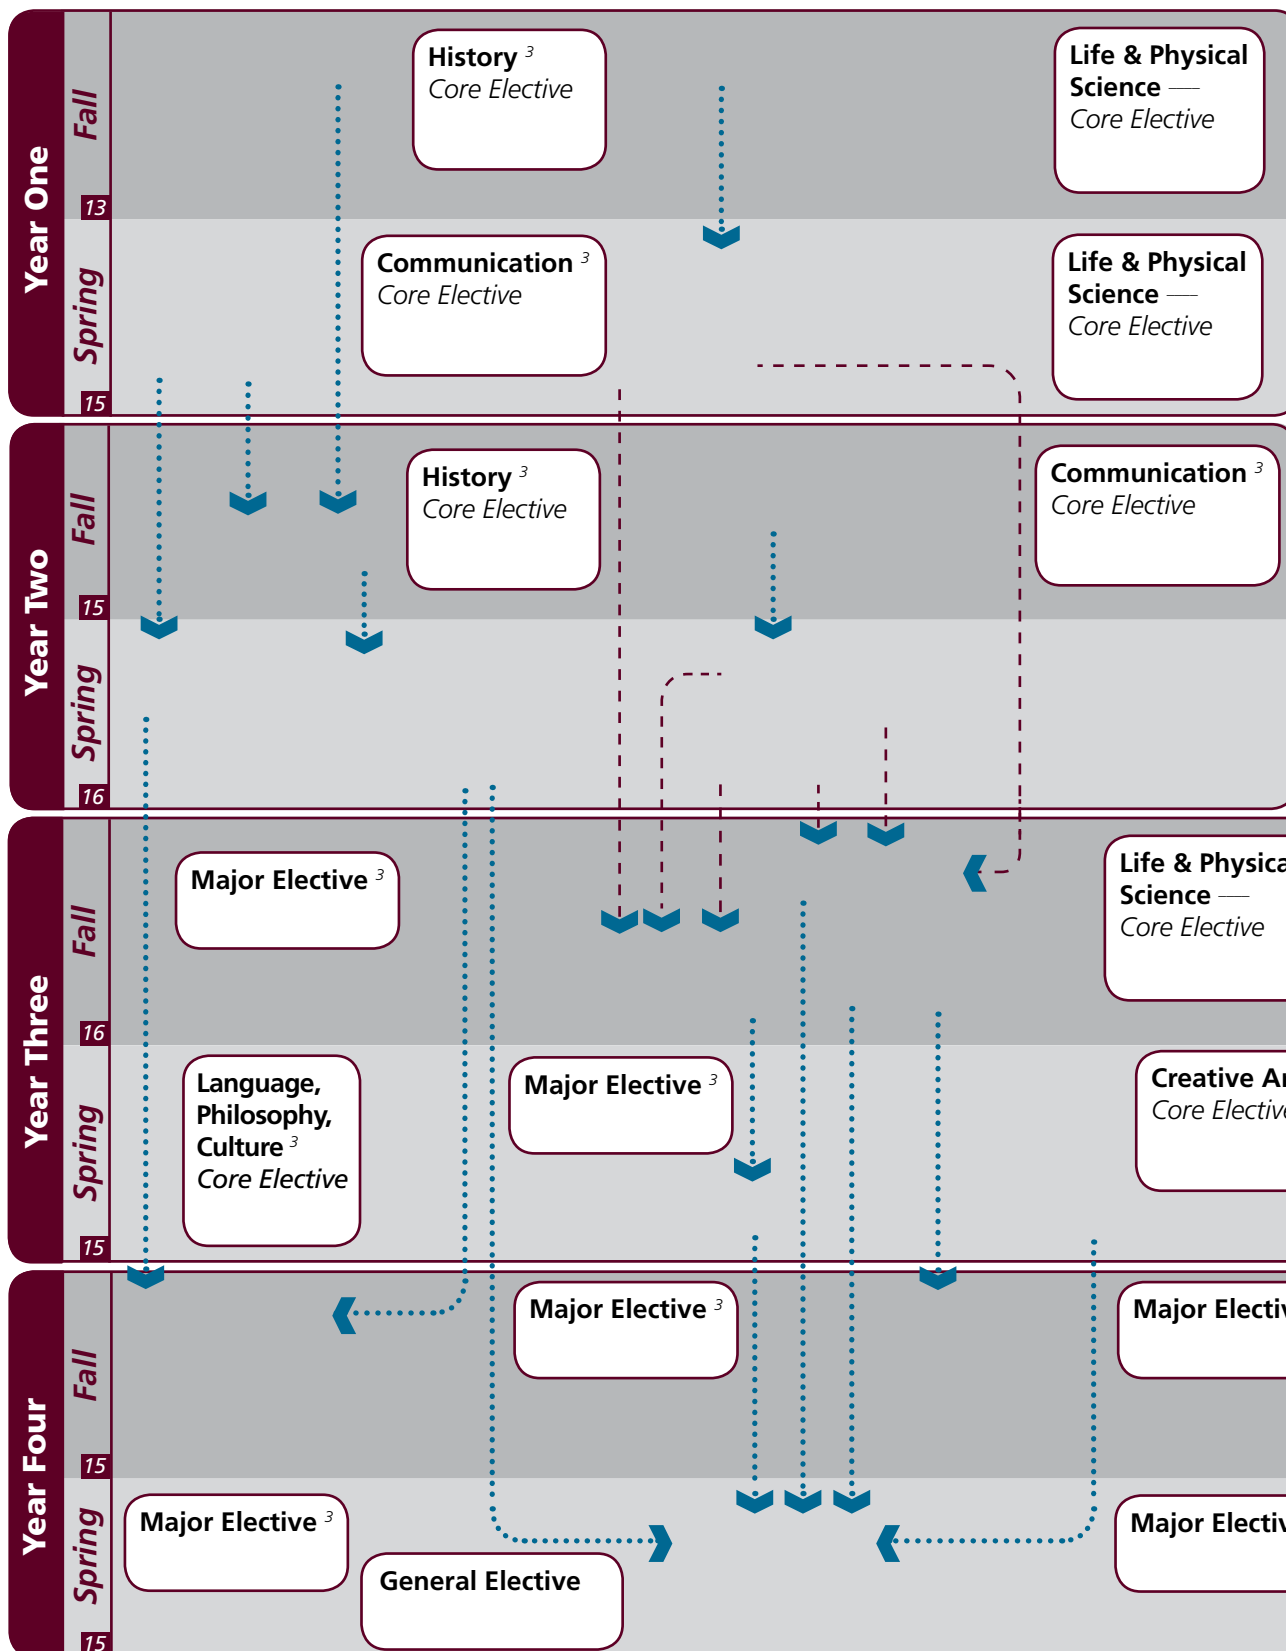 Year One
Fall
History 3
Core Elective
Life & Physical
Science —
Core Elective
13
Spring
Communication 3
Core Elective
Life & Physical
Science —
Core Elective
15
Year Two
Fall
History 3
Core Elective
Communication 3
Core Elective
15
Spring
16
Year Three
Fall
Major Elective 3
Life & Physica
Science —
Core Elective
16
Spring
Language,
Philosophy,
Culture 3
Core Elective
Major Elective 3
Creative Ar
Core Elective
15
Year Four
Fall
Major Elective 3
Major Electiv
15
Spring
Major Elective 3
General Elective
Major Electiv
15